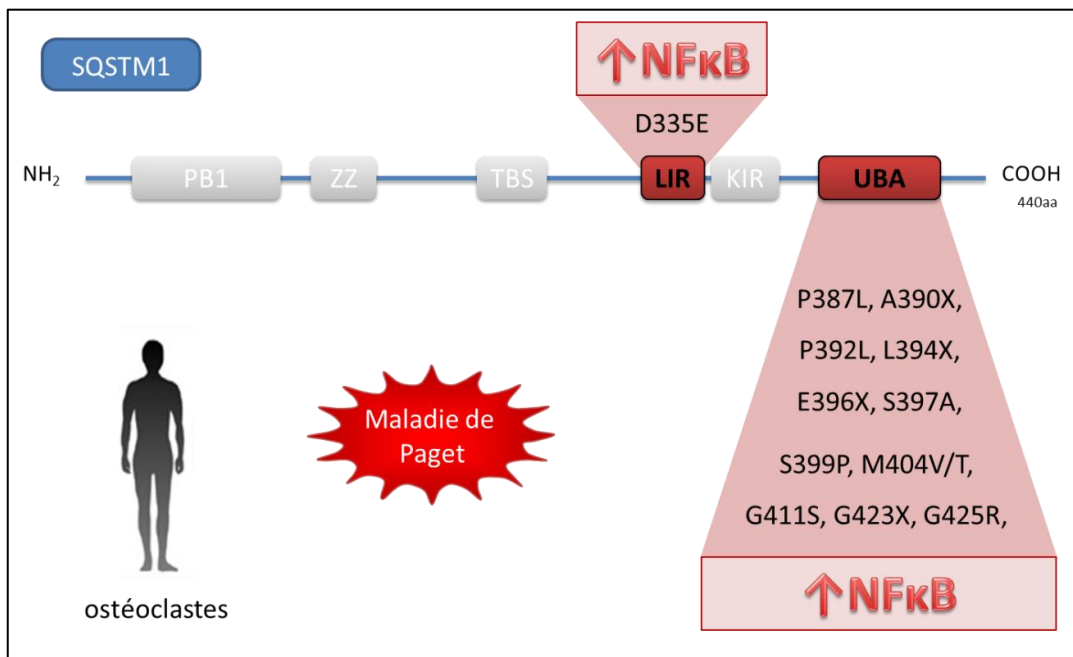 SQSTM1
↑NFκB
D335E
NH₂
PB1
ZZ
TBS
LIR
KIR
UBA
COOH
440aa
P387L, A390X,
P392L, L394X,
E396X, S397A,
S399P, M404V/T,
G411S, G423X, G425R,
Maladie de
Paget
ostéoclastes
↑NFκB